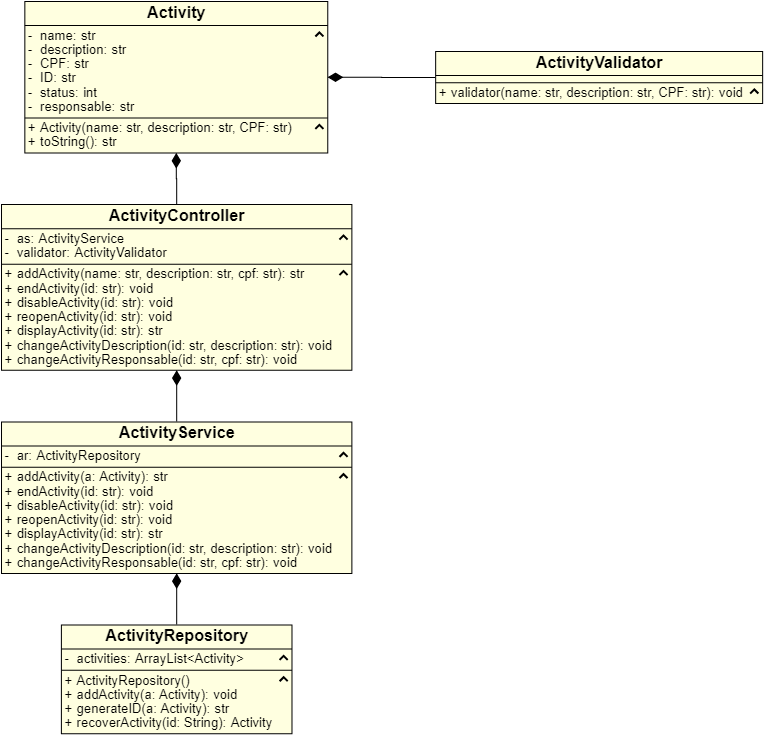 Activity
- name: str
- description: str
- CPF: str
- ID: str
- status: int
- responsable: str
+ Activity(name: str, description: str, CPF: str)
+ toString(): str
ActivityValidator
+ validator(name: str, description: str, CPF: str): void
ActivityController
- as: ActivityService
- validator: ActivityValidator
+ addActivity(name: str, description: str, cpf: str): str
+ endActivity(id: str): void
+ disableActivity(id: str): void
+ reopenActivity(id: str): void
+ displayActivity(id: str): str
+ changeActivityDescription(id: str, description: str): void
+ changeActivityResponsable(id: str, cpf: str): void
ActivityService
- ar: ActivityRepository
+ addActivity(a: Activity): str
+ endActivity(id: str): void
+ disableActivity(id: str): void
+ reopenActivity(id: str): void
+ displayActivity(id: str): str
+ changeActivityDescription(id: str, description: str): void
+ changeActivityResponsable(id: str, cpf: str): void
ActivityRepository
- activities: ArrayList<Activity>
+ ActivityRepository()
+ addActivity(a: Activity): void
+ generateID(a: Activity): str
+ recoverActivity(id: String): Activity